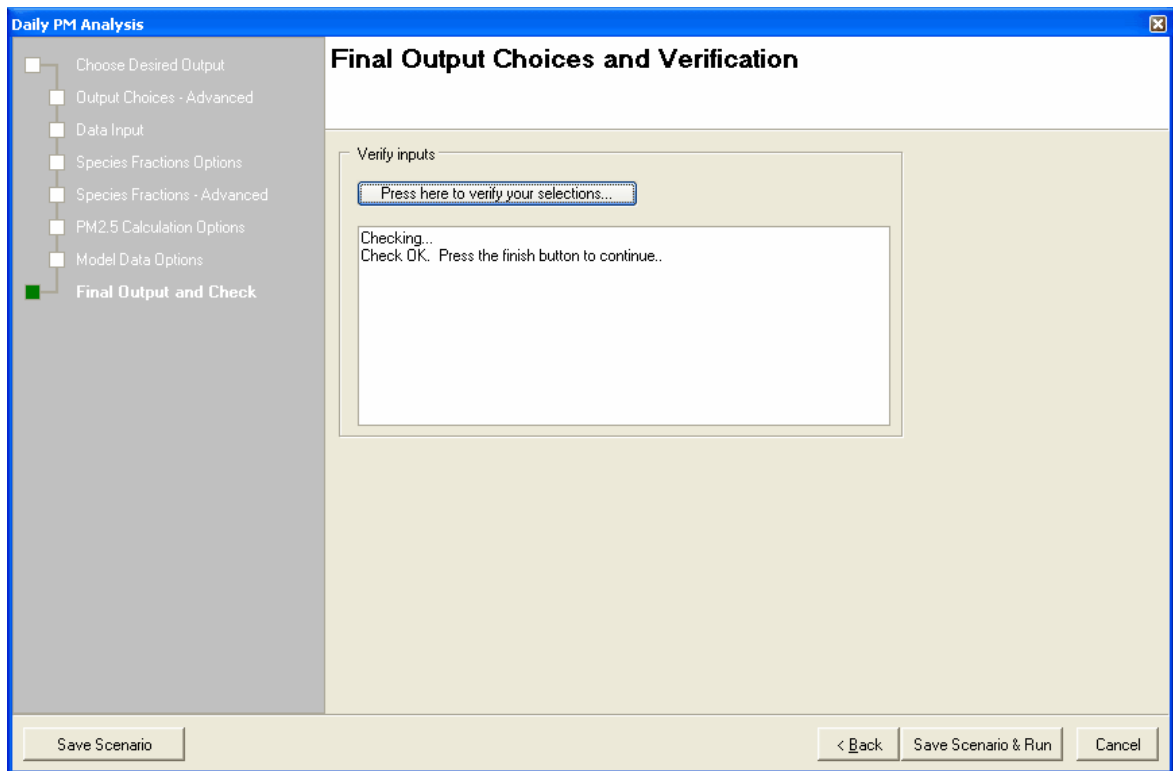 Daily PM Analysis
Choose Desired Output
Output Choices - Advanced
Data Input
Species Fractions Options
Species Fractions - Advanced
PM2.5 Calculation Options
Model Data Options
Final Output and Check
Final Output Choices and Verification
Verify inputs
Press here to verify your selections...
Checking...
Check OK.  Press the finish button to continue..
Save Scenario
< Back
Save Scenario & Run
Cancel